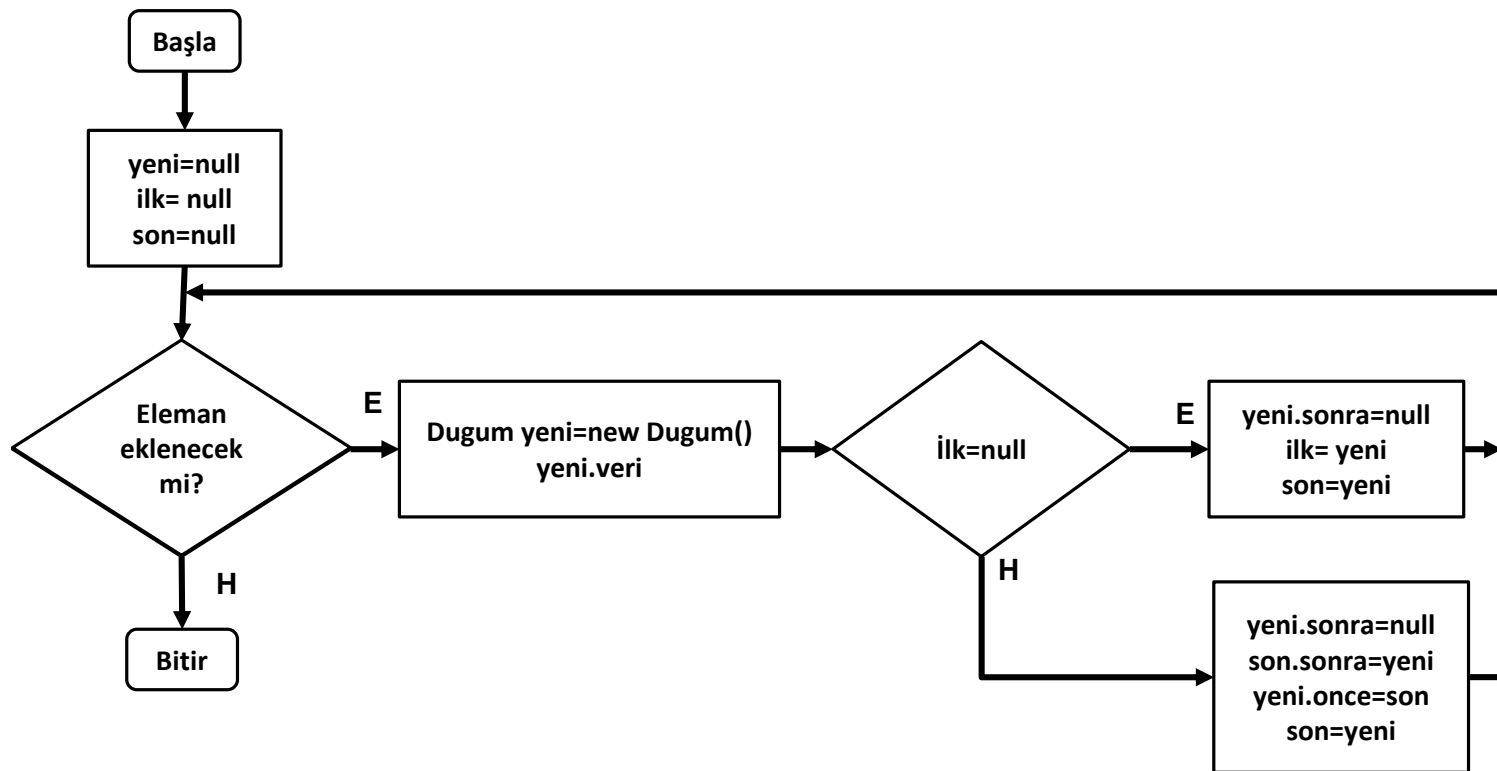 Başla
yeni=null
ilk= null
son=null
Eleman
eklenecek
mi?
E
H
Bitir
Dugum yeni=new Dugum()
yeni.veri
İlk=null
E
H
yeni.sonra=null
ilk= yeni
son=yeni
yeni.sonra=null
son.sonra=yeni
yeni.once=son
son=yeni